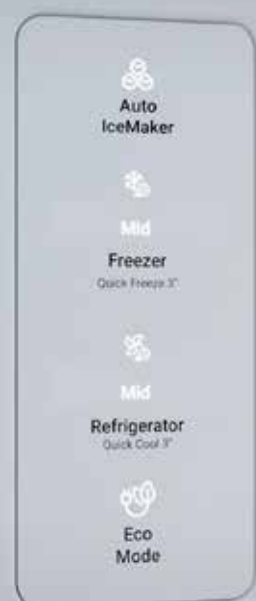 Auto
IceMaker
Mid
Freezer
Quick Freeze 3"
Mid
Refrigerator
Quick Cool 3"
Eco
Mode